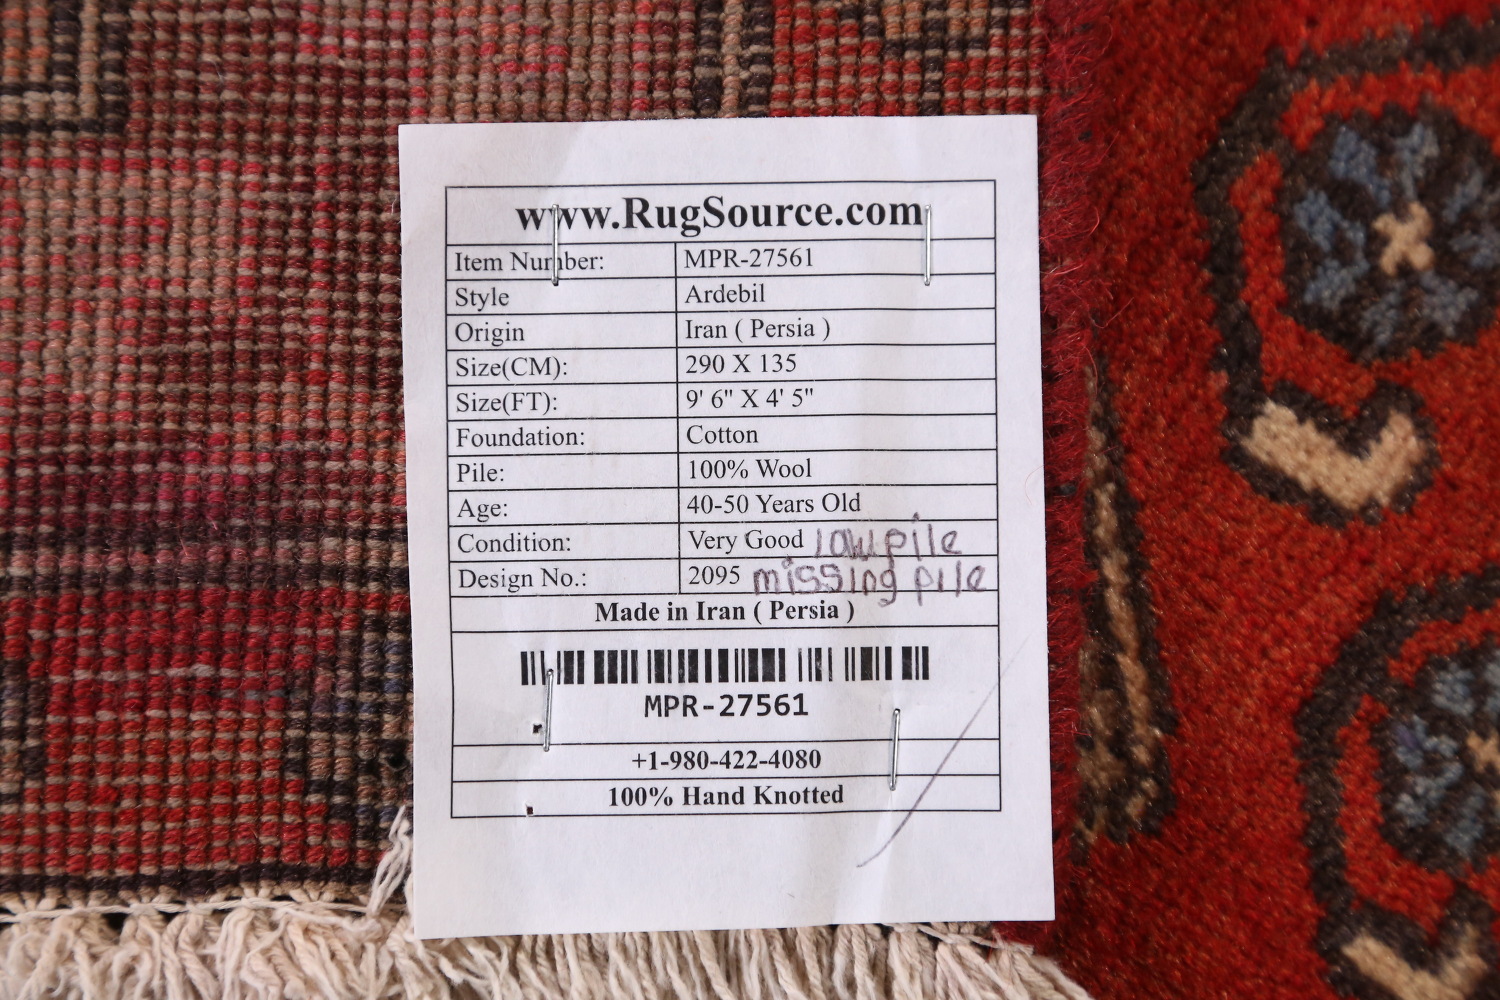 www.RugSource.com
Item Number: MPR-27561
Style Ardebil
Origin Iran ( Persia )
Size(CM): 290 X 135
Size(FT): 9' 6" X 4' 5"
Foundation: Cotton
Pile: 100% Wool
Age: 40-50 Years Old
Condition: Very Good low pile
Design No.: 2095 missing pile
Made in Iran ( Persia )
MPR-27561
+1-980-422-4080
100% Hand Knotted